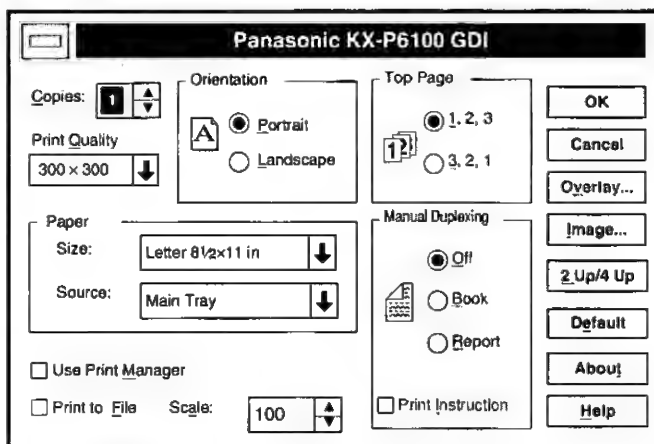 Panasonic KX-P6100 GDI
Copies: 1
Print Quality
300 × 300
Orientation
A
Portrait
Landscape
Top Page
123
1, 2, 3
3, 2, 1
OK
Cancel
Overlay...
Image...
2 Up/4 Up
Default
About
Help
Paper
Size: Letter 8½×11 in
Source: Main Tray
Manual Duplexing
Off
Book
Report
Print Instruction
Use Print Manager
Print to File Scale: 100